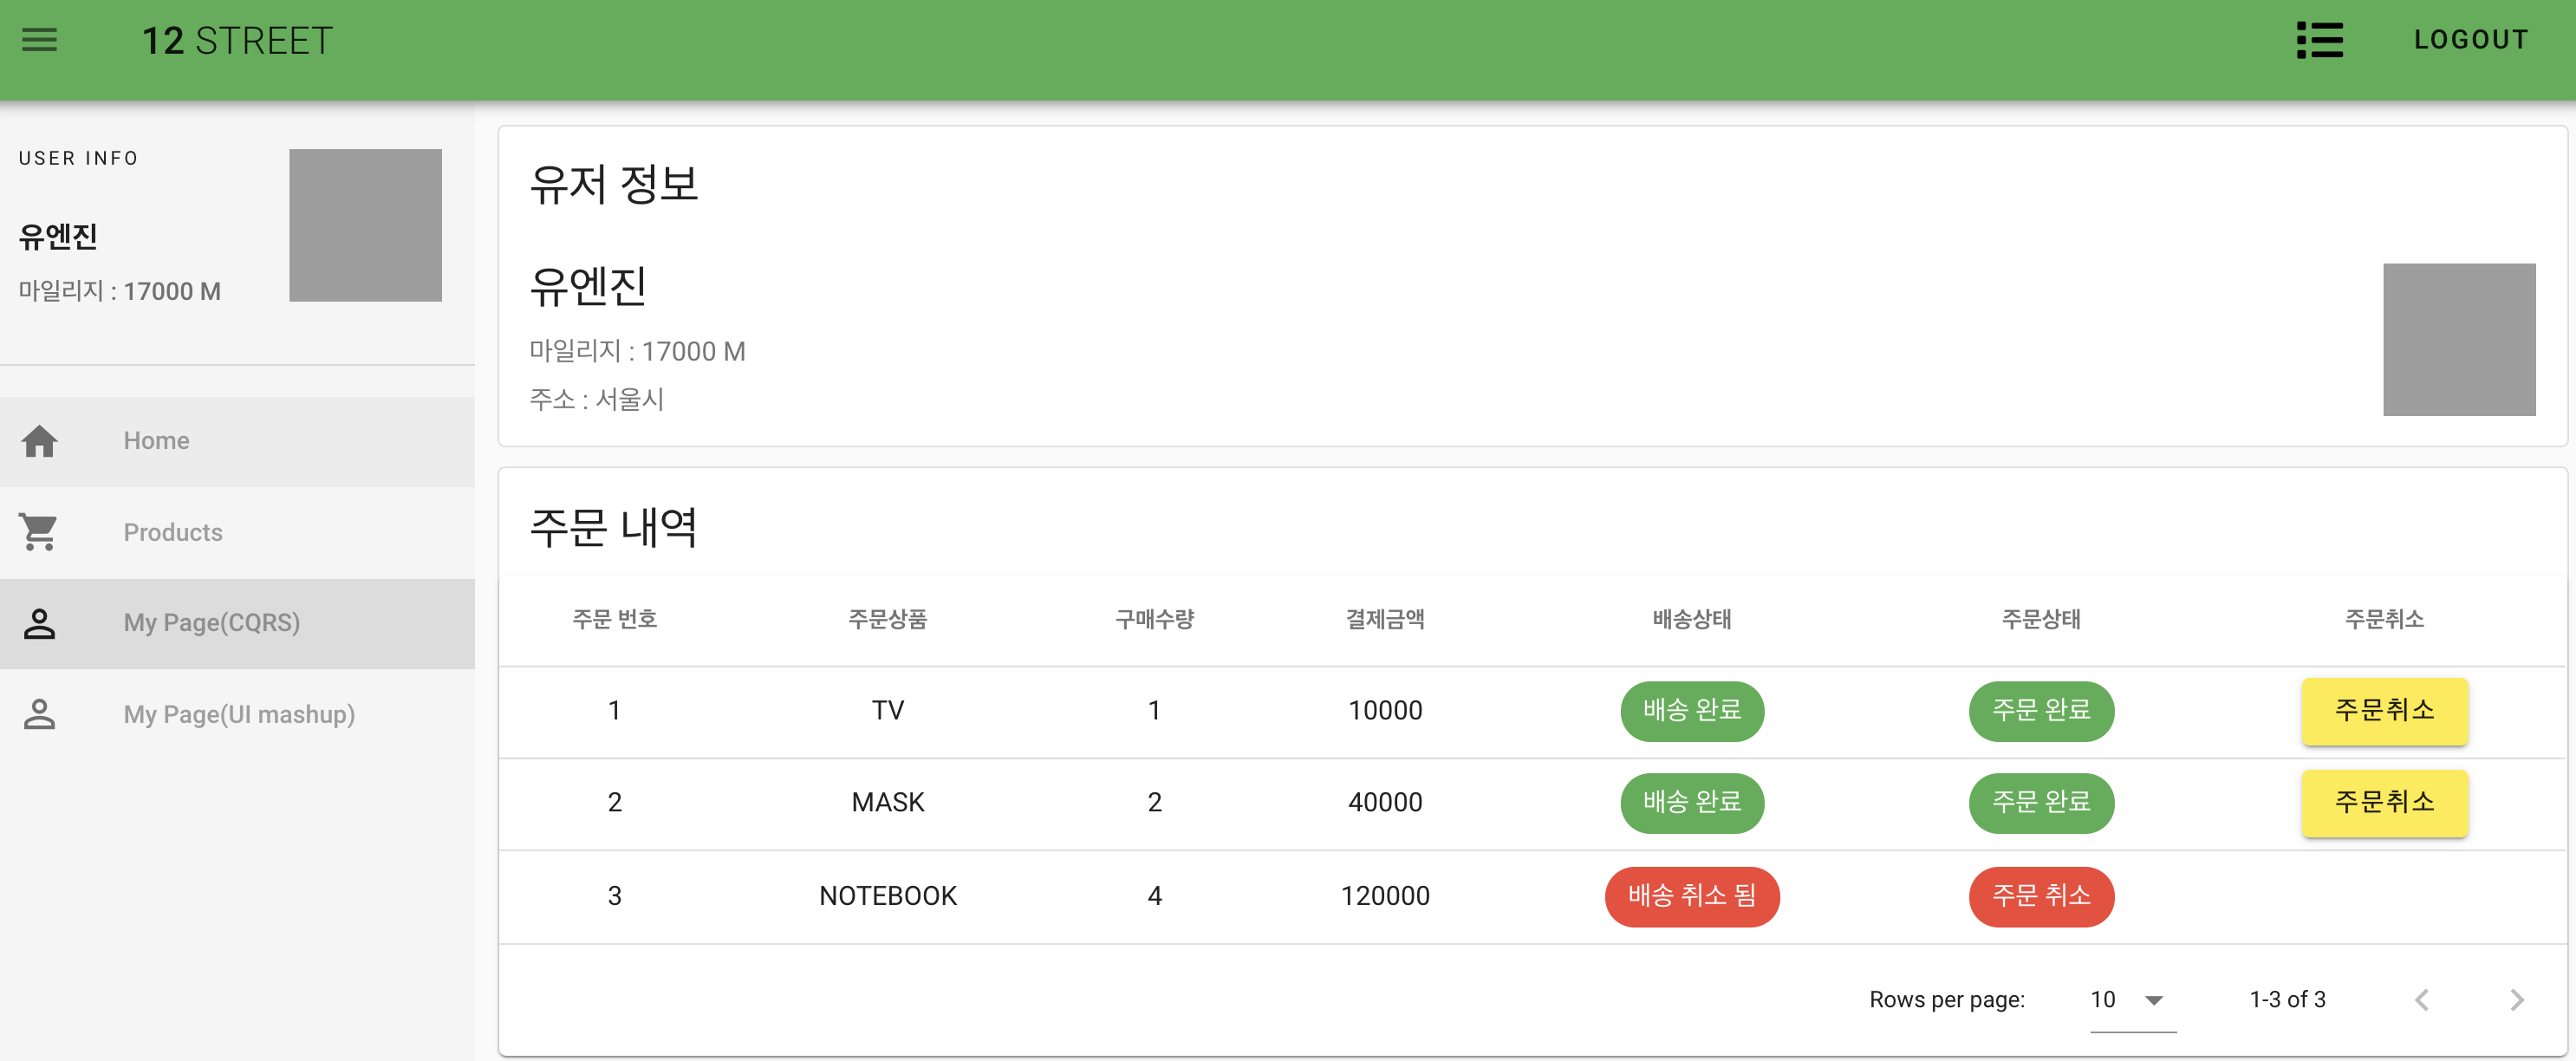 12 STREET
LOGOUT
USER INFO
유엔진
마일리지 : 17000 M
Home
Products
My Page(CQRS)
My Page(UI mashup)
유저 정보
유엔진
마일리지 : 17000 M
주소 : 서울시
주문 내역
주문 번호 주문상품 구매수량 결제금액 배송상태 주문상태 주문취소
1 TV 1 10000 배송 완료 주문 완료 주문취소
2 MASK 2 40000 배송 완료 주문 완료 주문취소
3 NOTEBOOK 4 120000 배송 취소 됨 주문 취소
Rows per page: 10 1-3 of 3